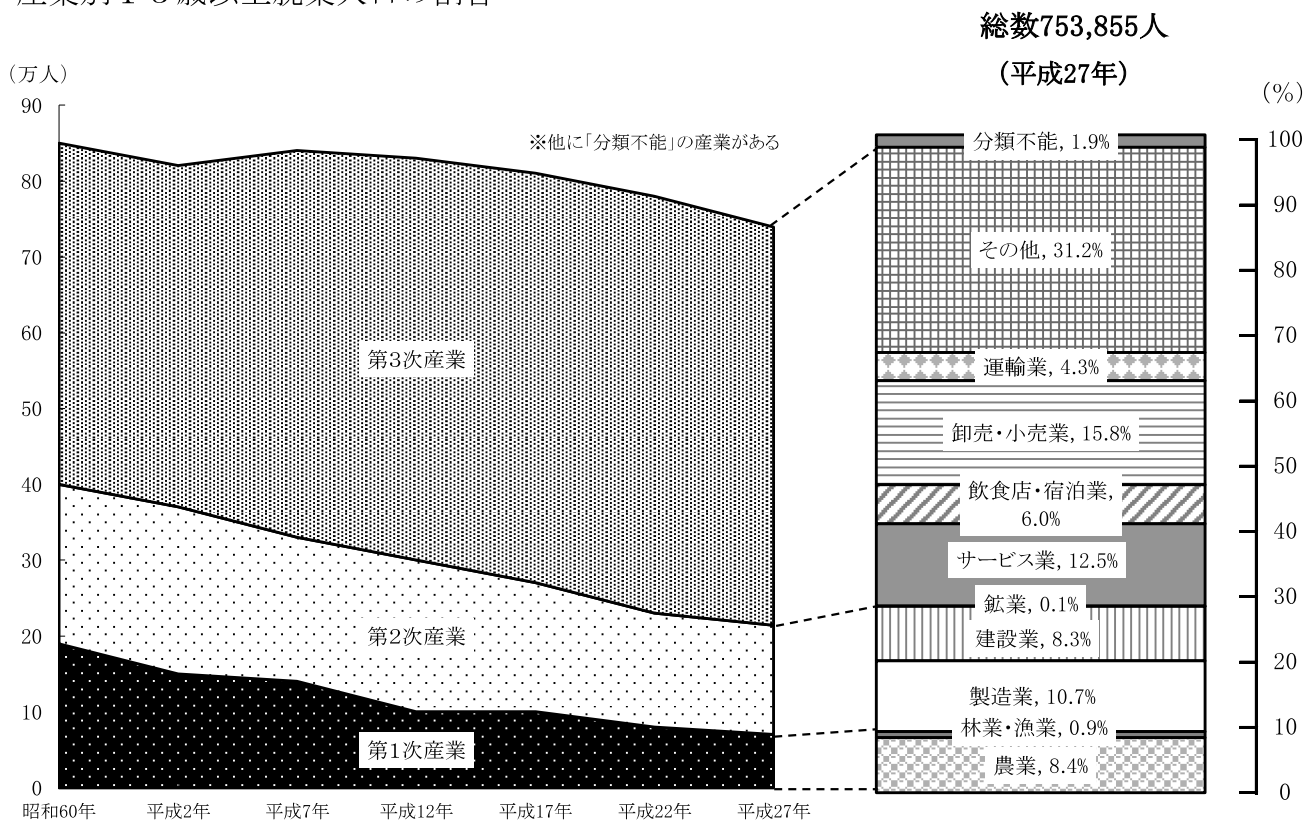 総数753,855人
(平成27年)
(万人)
(%)
90
80
70
60
50
40
30
20
10
0
※他に「分類不能」の産業がある
第3次産業
第2次産業
第1次産業
昭和60年
平成2年
平成7年
平成12年
平成17年
平成22年
平成27年
分類不能, 1.9%
その他, 31.2%
運輸業, 4.3%
卸売・小売業, 15.8%
飲食店・宿泊業,
6.0%
サービス業, 12.5%
鉱業, 0.1%
建設業, 8.3%
製造業, 10.7%
林業・漁業, 0.9%
農業, 8.4%
100
90
80
70
60
50
40
30
20
10
0